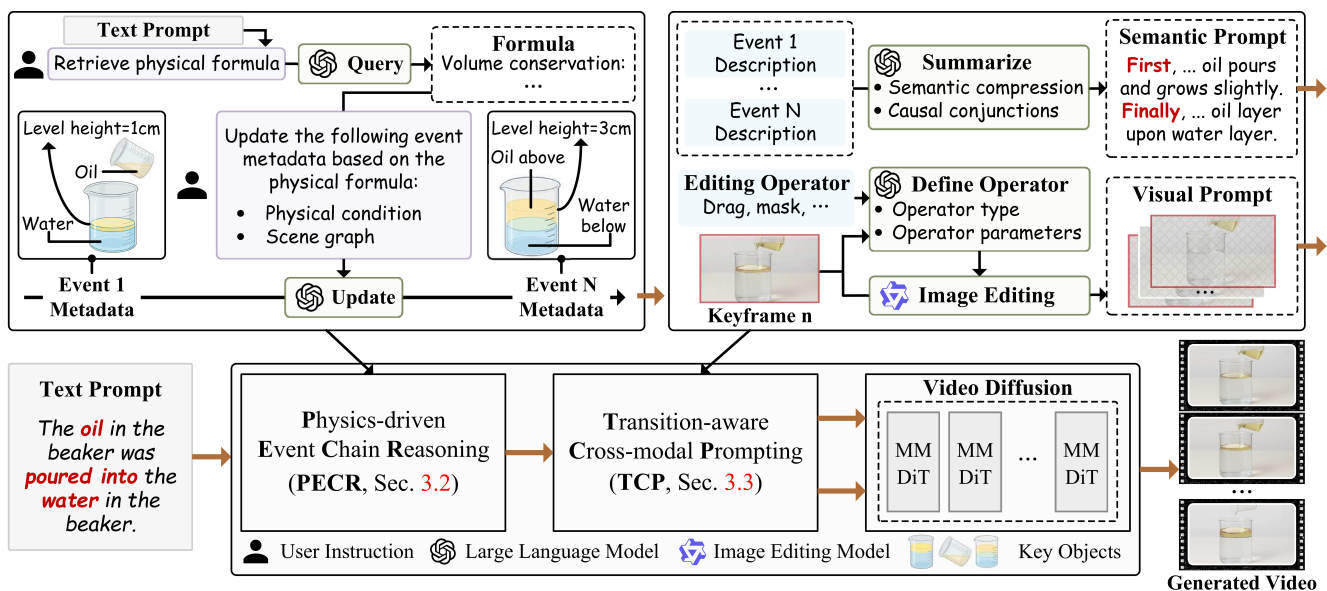 Text Prompt
Retrieve physical formula
Query
Formula
Volume conservation:
...
Level height=1cm
Oil
Water
Update the following event
metadata based on the
physical formula:
• Physical condition
• Scene graph
Level height=3cm
Oil above
Water
below
Event 1
Metadata
Update
Event N
Metadata
Event 1
Description
...
Event N
Description
Summarize
• Semantic compression
• Causal conjunctions
Semantic Prompt
First, ... oil pours
and grows slightly.
Finally, ... oil layer
upon water layer.
Editing Operator
Drag, mask, ...
Define Operator
• Operator type
• Operator parameters
Keyframe n
Image Editing
Visual Prompt
...
Text Prompt
The oil in the
beaker was
poured into the
water in the
beaker.
Physics-driven
Event Chain Reasoning
(PECR, Sec. 3.2)
Transition-aware
Cross-modal Prompting
(TCP, Sec. 3.3)
Video Diffusion
MM
DiT
MM
DiT
...
MM
DiT
User Instruction
Large Language Model
Image Editing Model
Key Objects
...
Generated Video